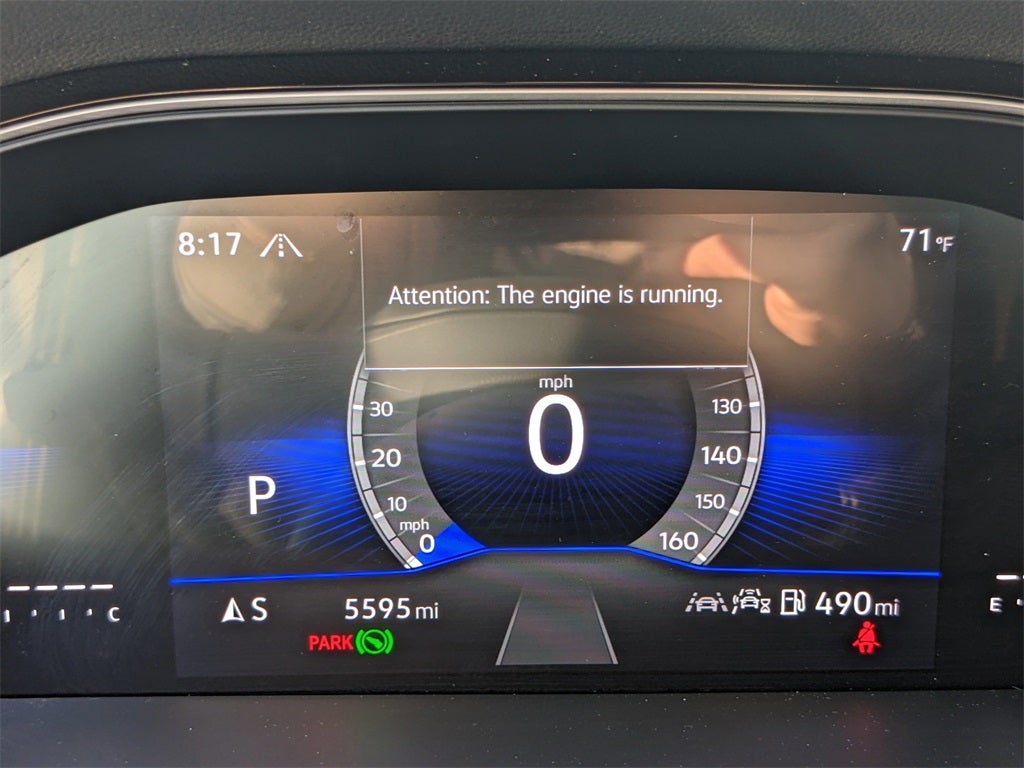 8:17
71°F
Attention: The engine is running.
mph
0
30
20
10
mph
0
130
140
150
160
P
C
S
5595 mi
490 mi
E
PARK